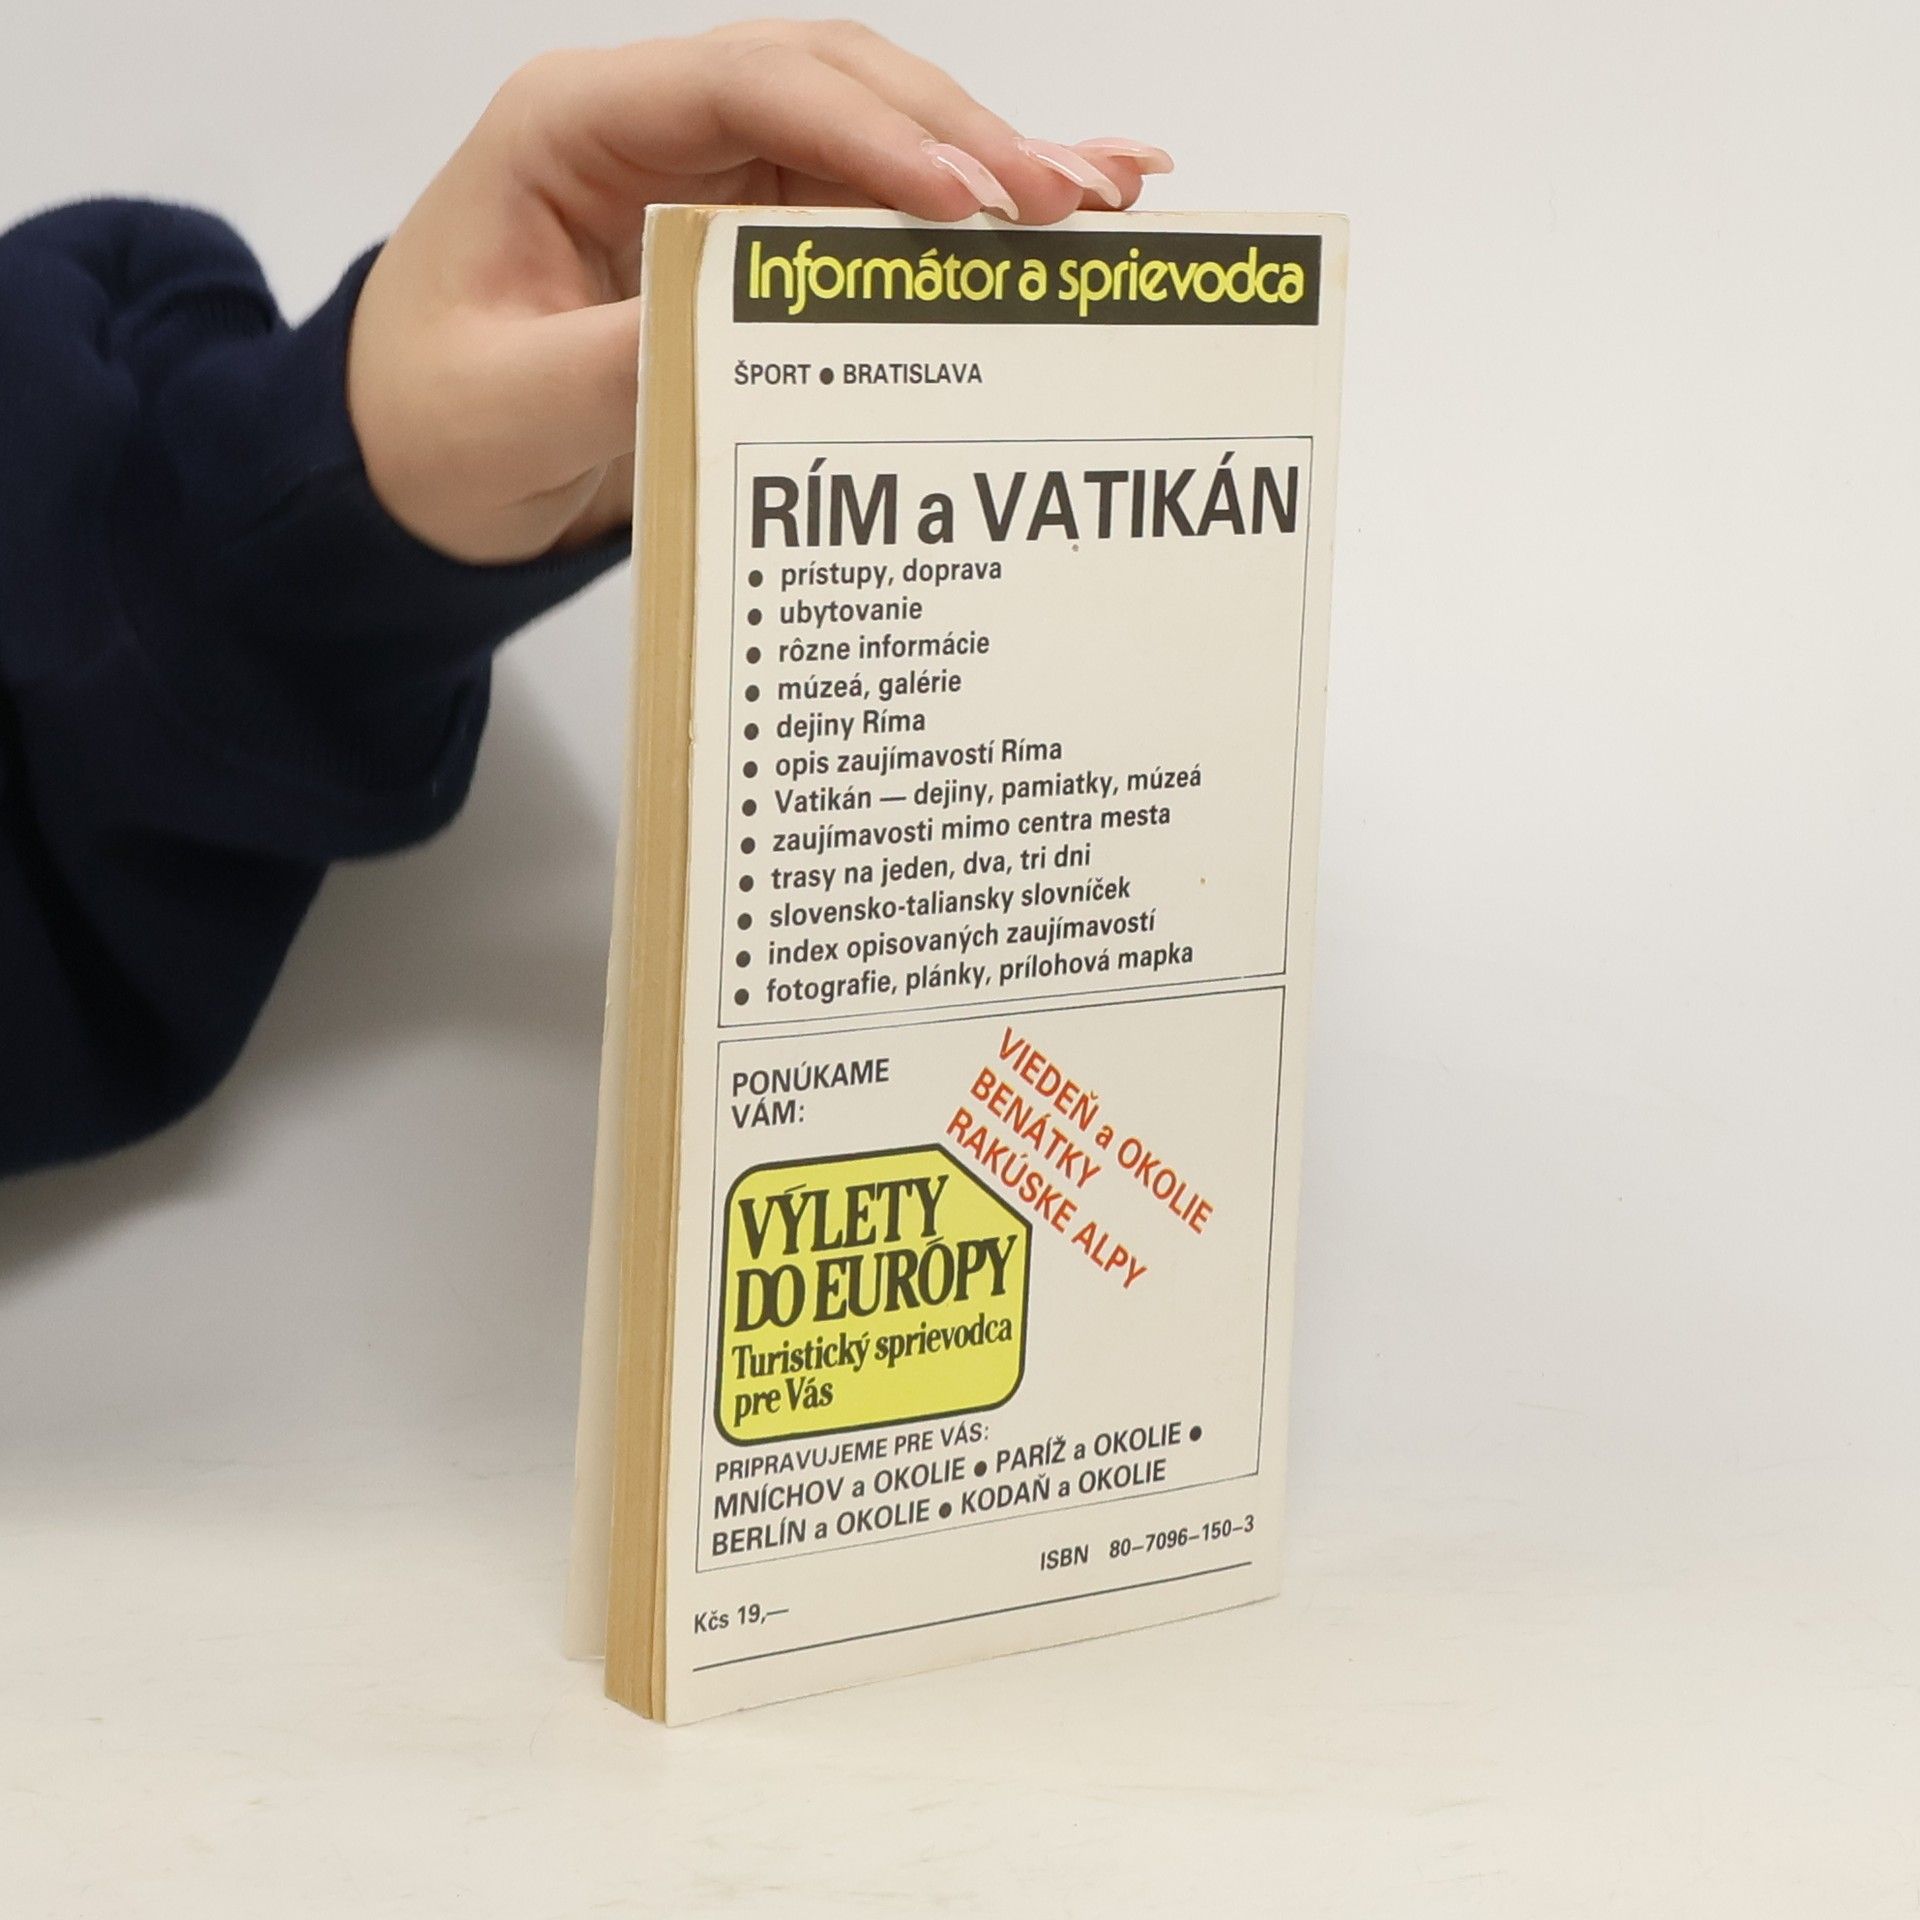 Informátor a sprievodca
ŠPORT ● BRATISLAVA
RÍM a VATIKÁN
● prístupy, doprava
● ubytovanie
● rôzne informácie
● múzeá, galérie
● dejiny Ríma
● opis zaujímavostí Ríma
● Vatikán — dejiny, pamiatky, múzeá
● zaujímavosti mimo centra mesta
● trasy na jeden, dva, tri dni
● slovensko-taliansky slovníček
● index opisovaných zaujímavostí
● fotografie, plánky, prílohová mapka
PONÚKAME
VÁM:
VIEDEŇ a OKOLIE
BENÁTKY
RAKÚSKE ALPY
VÝLETY
DO EURÓPY
Turistický sprievodca
pre Vás
PRIPRAVUJEME PRE VÁS:
MNÍCHOV a OKOLIE ● PARÍŽ a OKOLIE ●
BERLÍN a OKOLIE ● KODAŇ a OKOLIE
ISBN 80–7096–150–3
Kčs 19,—